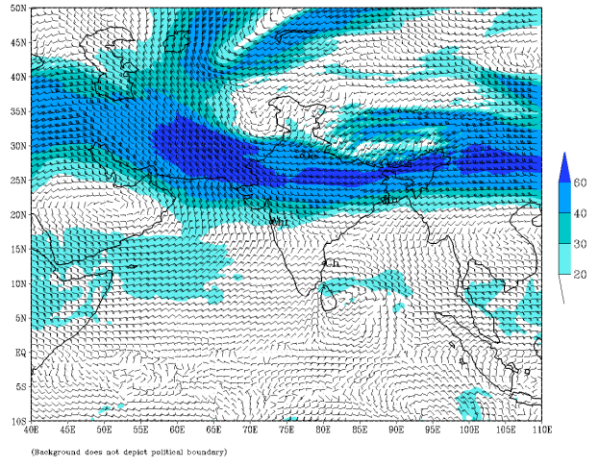 50N
45N
40N
35N
30N
25N
20N
15N
10N
5N
EQ
5S
10S
40E 45E 50E 55E 60E 65E 70E 75E 80E 85E 90E 95E 100E 105E 110E
60
40
30
20
(Background does not depict political boundary)